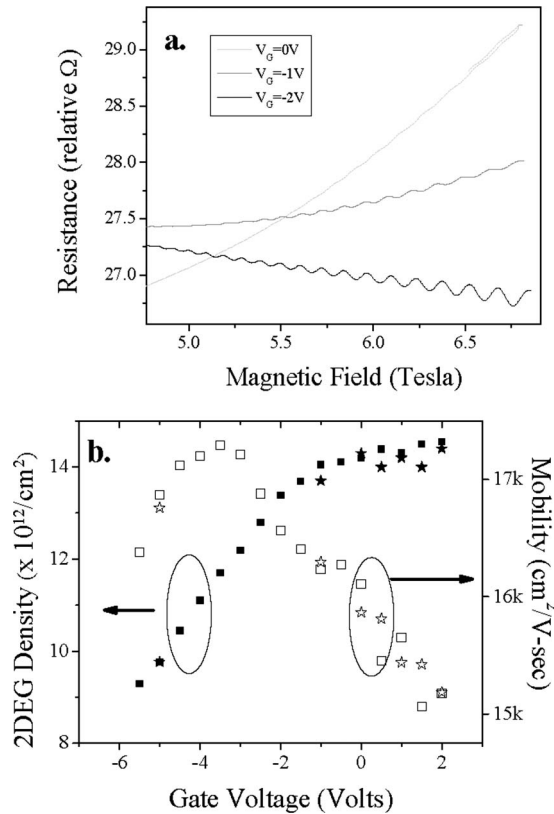 a.
V_G=0V
V_G=-1V
V_G=-2V
29.0
28.5
28.0
27.5
27.0
Resistance (relative Ω)
5.0 5.5 6.0 6.5
Magnetic Field (Tesla)
b.
14
12
10
8
2DEG Density (x 10^12/cm^2)
17k
16k
15k
Mobility (cm^2/V-sec)
-6 -4 -2 0 2
Gate Voltage (Volts)